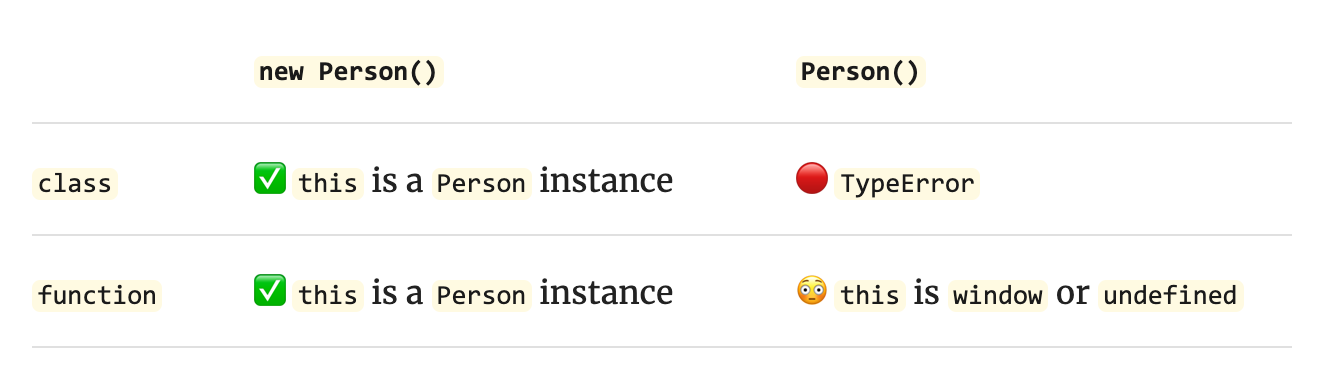 new Person() Person()
class ✅ this is a Person instance 🔴 TypeError
function ✅ this is a Person instance 😳 this is window or undefined